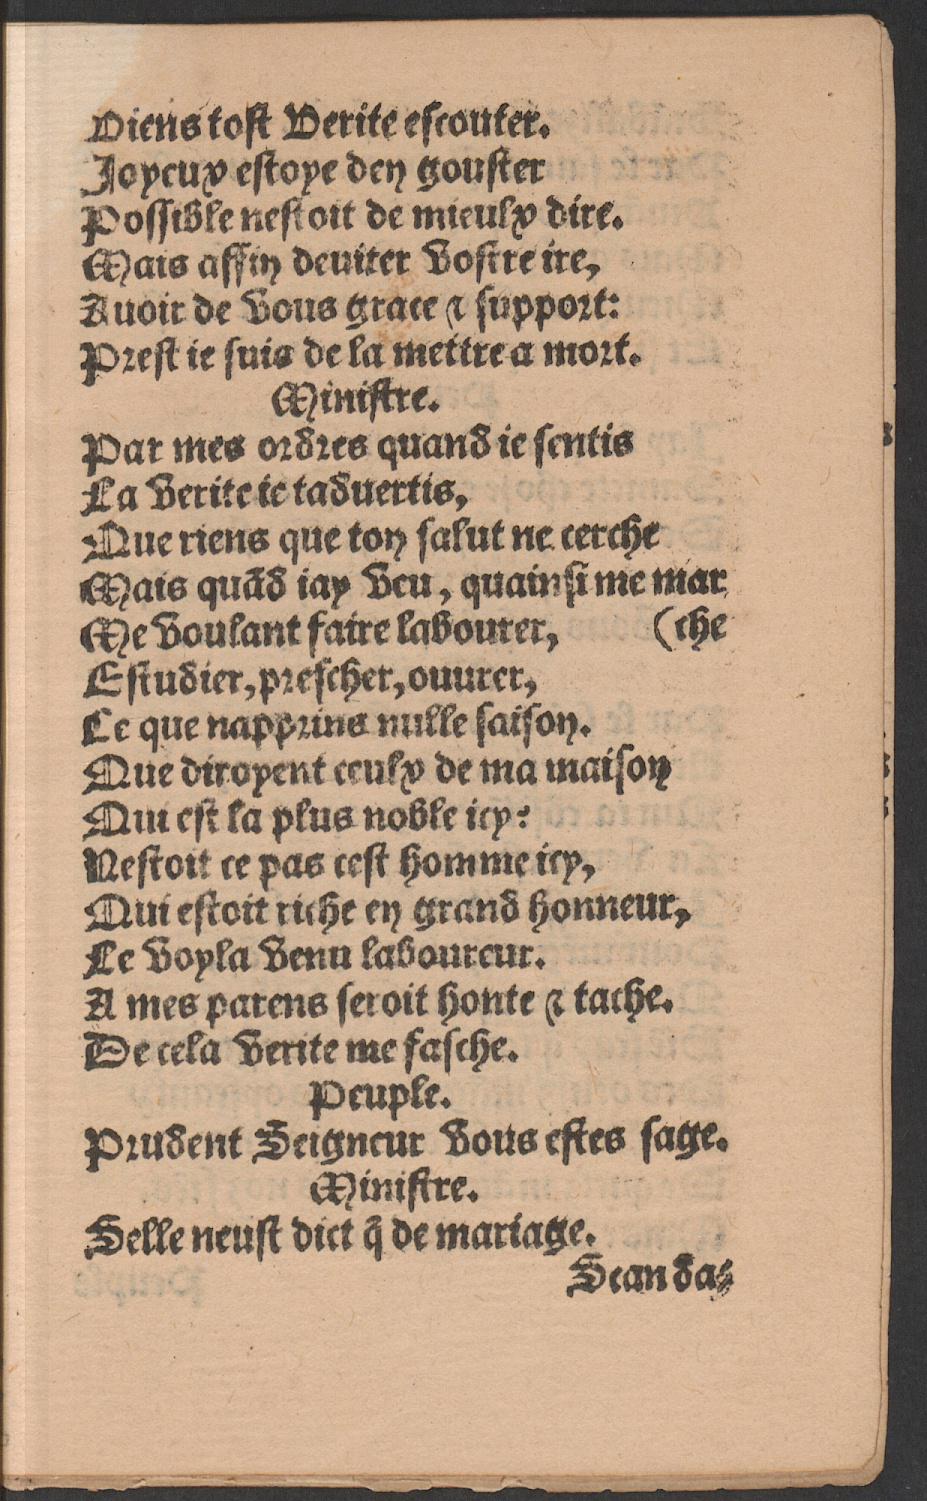 Viens tost Verite escouter.
Joyeux estoye den gouster
Possible nestoit de mieulx dire.
Mais affin deuiter vostre ire,
Auoir de vous grace ⁊ support:
Prest ie suis de la mettre a mort.
Ministre.
Par mes ordres quand ie sentis
La verite ie taduertis,
Que riens que ton salut ne cerche
Mais quãd iay veu, quainsi me mar
Me voulant faire labourer, (che
Estudier, prescher, ouurer,
Ce que napprins nulle saison.
Que diroyent ceulx de ma maison
Qui est la plus noble icy:
Nestoit ce pas cest homme icy,
Qui estoit riche en grand honneur,
Le voyla venu laboureur.
A mes parens seroit honte ⁊ tache.
De cela verite me fasche.
Peuple.
Prudent Seigneur vous estes sage.
Ministre.
Selle neust dict q̃ de mariage.
Scanda⸗